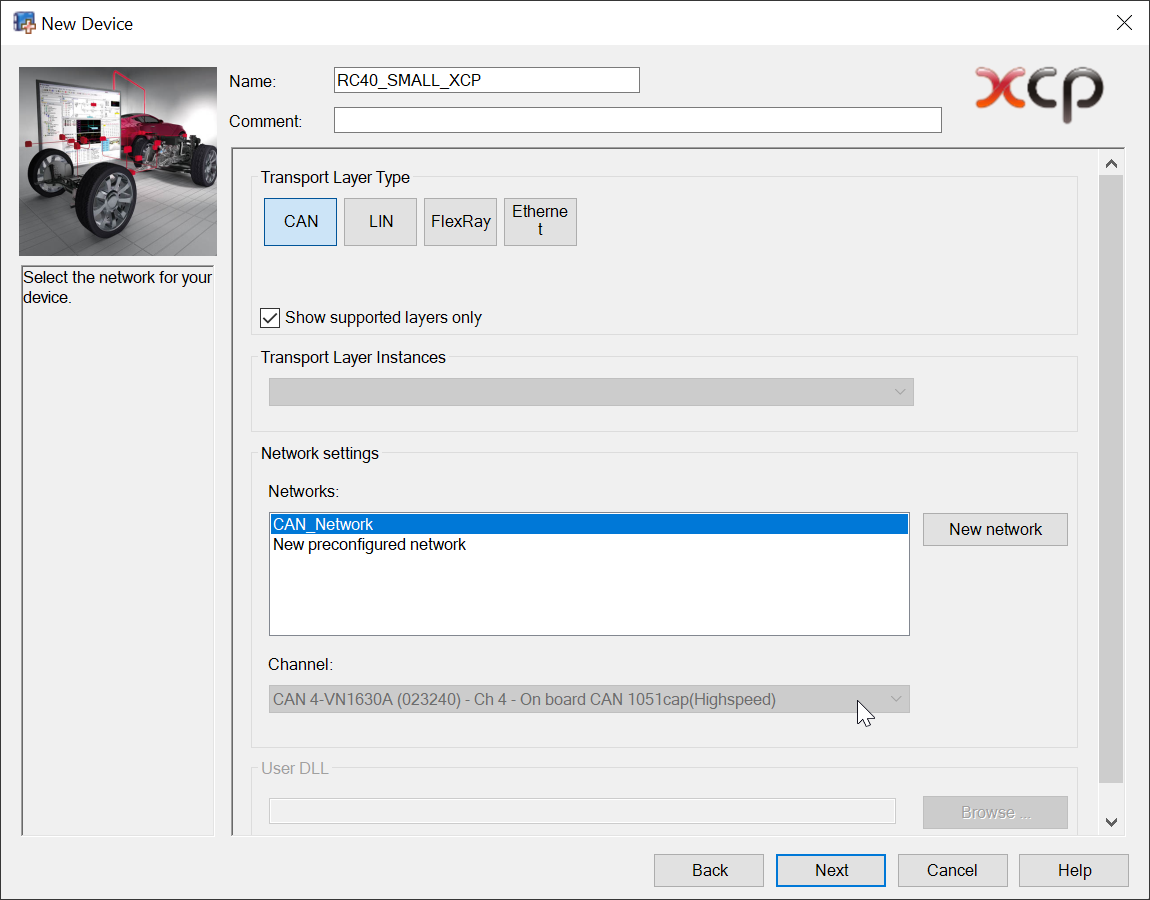 New Device
Name:
RC40_SMALL_XCP
Comment:
xcp
Select the network for your
device.
Transport Layer Type
CAN
LIN
FlexRay
Etherne
t
Show supported layers only
Transport Layer Instances
Network settings
Networks:
CAN_Network
New preconfigured network
New network
Channel:
CAN 4-VN1630A (023240) - Ch 4 - On board CAN 1051cap(Highspeed)
User DLL
Browse ...
Back
Next
Cancel
Help